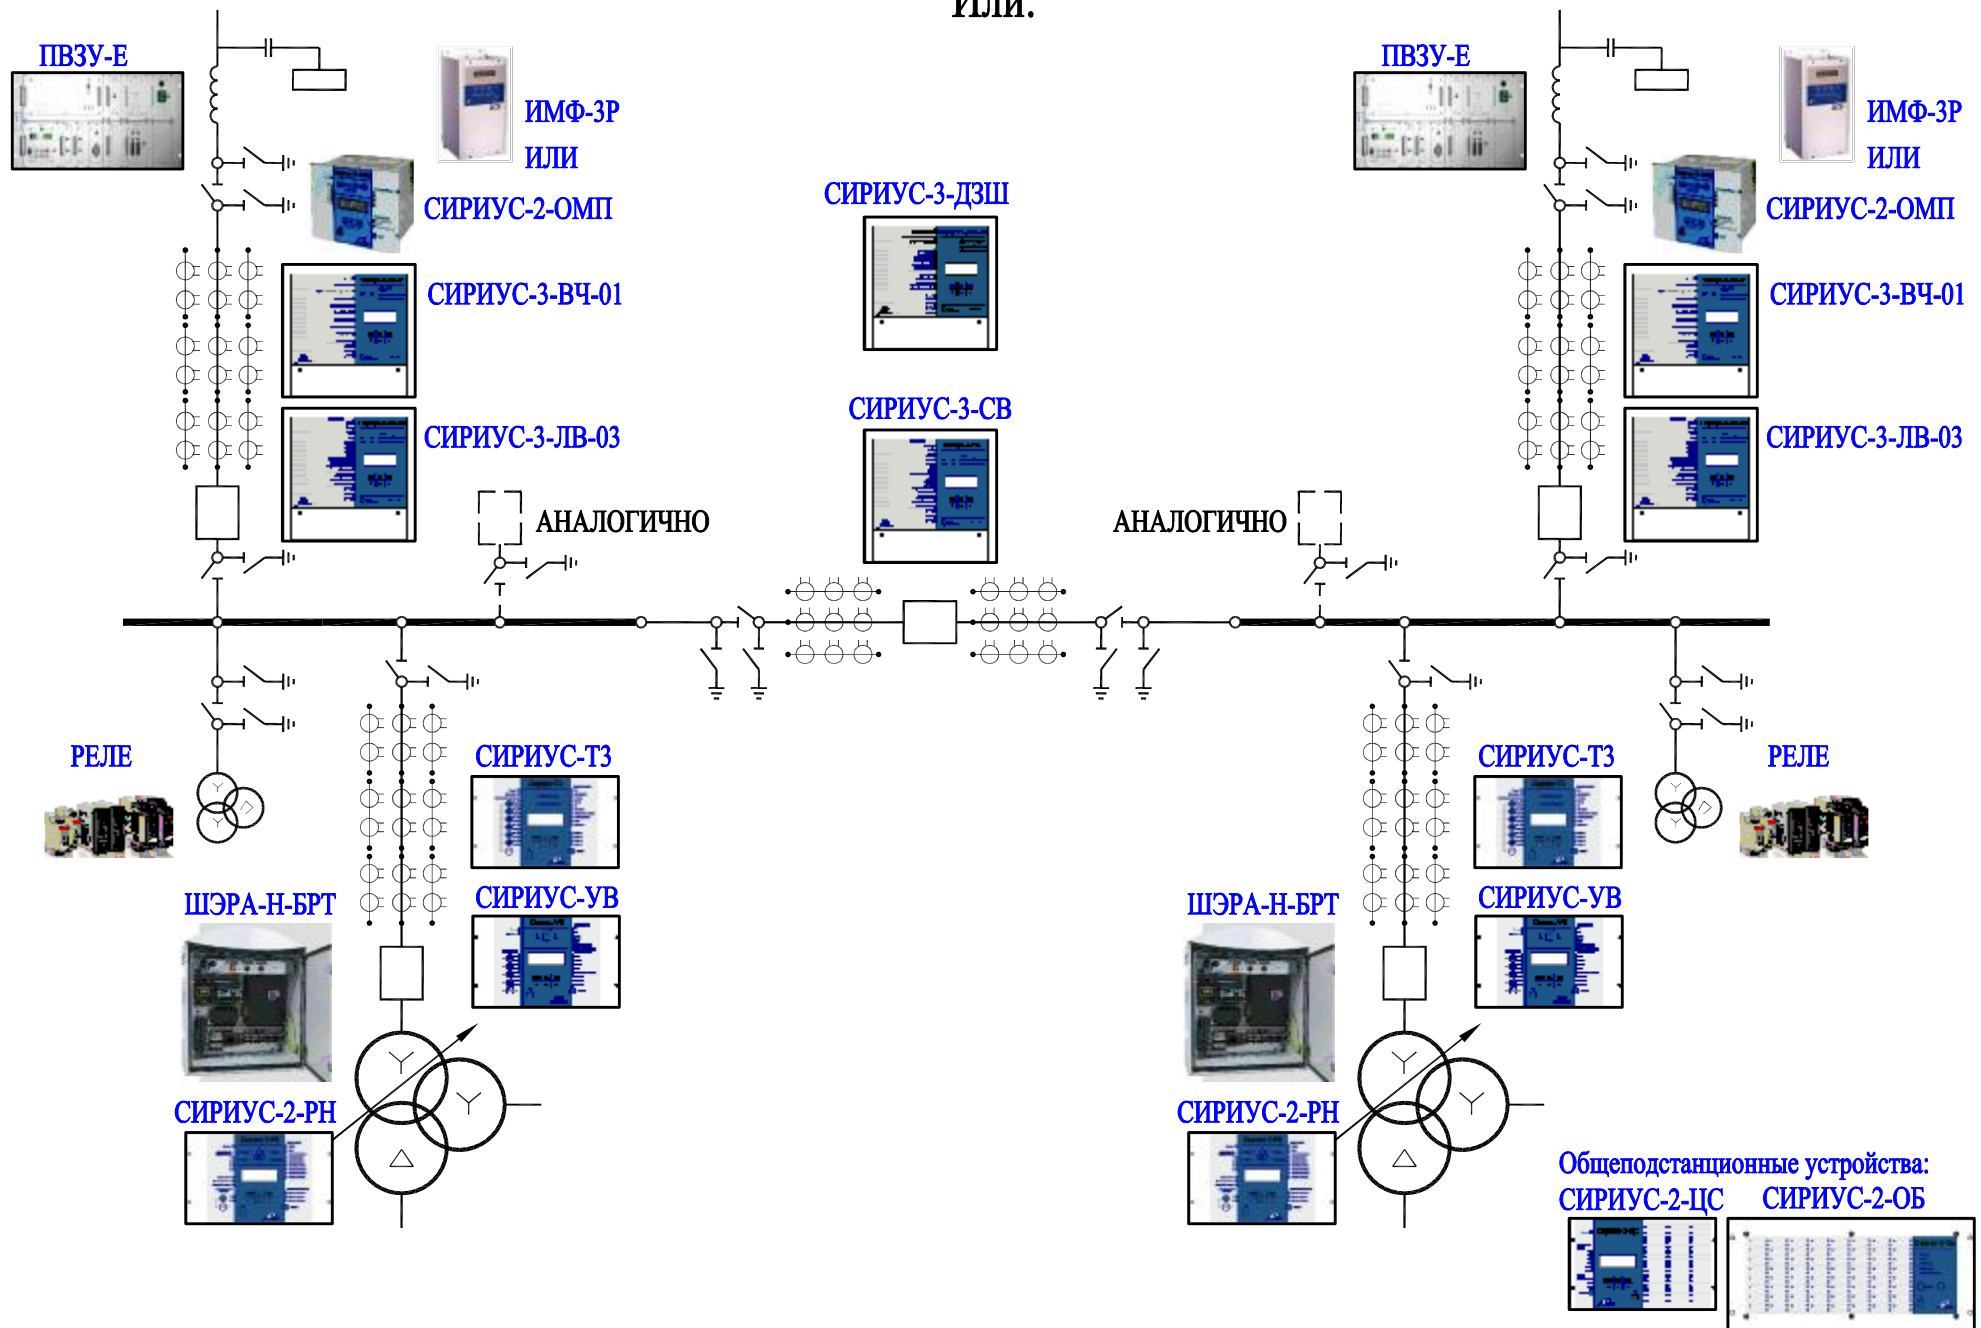 Или:
ПВЗУ-Е
ИМФ-3Р
ИЛИ
СИРИУС-2-ОМП
СИРИУС-3-ВЧ-01
СИРИУС-3-ЛВ-03
СИРИУС-3-ДЗШ
СИРИУС-3-СВ
ПВЗУ-Е
ИМФ-3Р
ИЛИ
СИРИУС-2-ОМП
СИРИУС-3-ВЧ-01
СИРИУС-3-ЛВ-03
АНАЛОГИЧНО
АНАЛОГИЧНО
РЕЛЕ
СИРИУС-Т3
ШЭРА-Н-БРТ
СИРИУС-УВ
СИРИУС-2-РН
СИРИУС-Т3
РЕЛЕ
ШЭРА-Н-БРТ
СИРИУС-УВ
СИРИУС-2-РН
Общеподстанционные устройства:
СИРИУС-2-ЦС
СИРИУС-2-ОБ